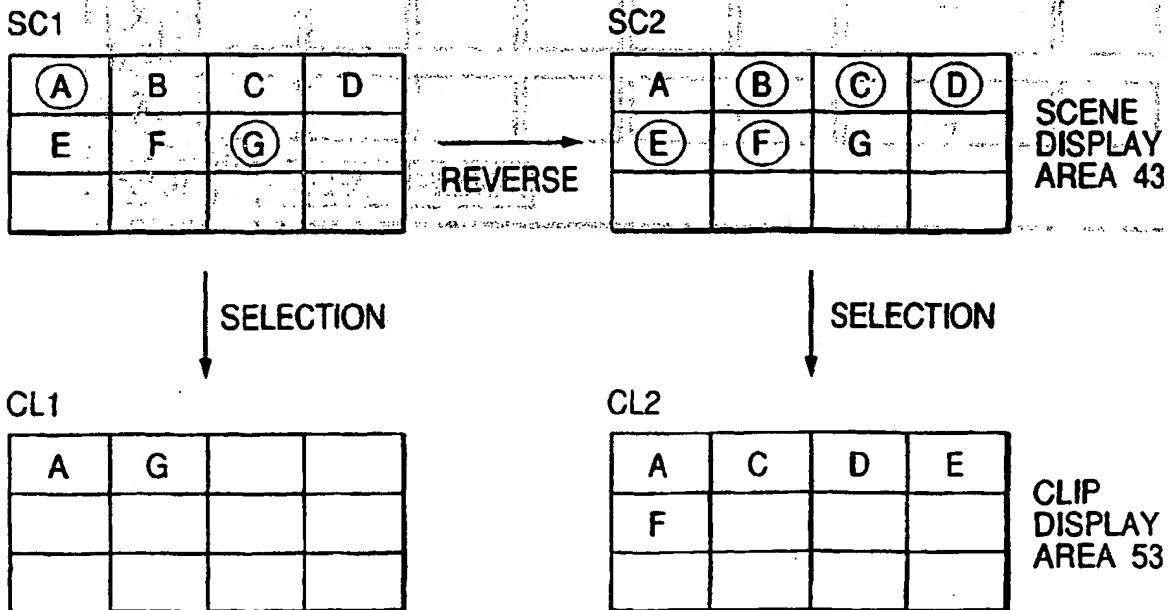 SC1
A B C D
E F G
REVERSE
SC2
A B C D
E F G
SCENE
DISPLAY
AREA 43
SELECTION
SELECTION
CL1
A G
CL2
A C D E
F
CLIP
DISPLAY
AREA 53